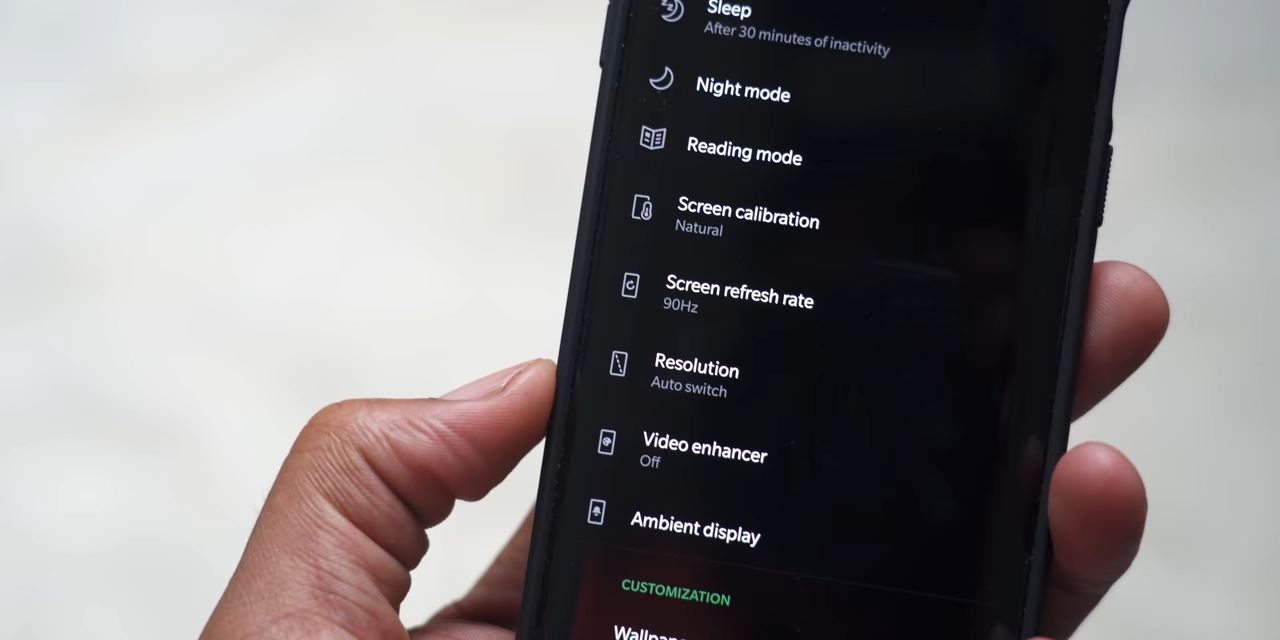 Sleep
After 30 minutes of inactivity
Night mode
Reading mode
Screen calibration
Natural
Screen refresh rate
90Hz
Resolution
Auto switch
Video enhancer
Off
Ambient display
CUSTOMIZATION